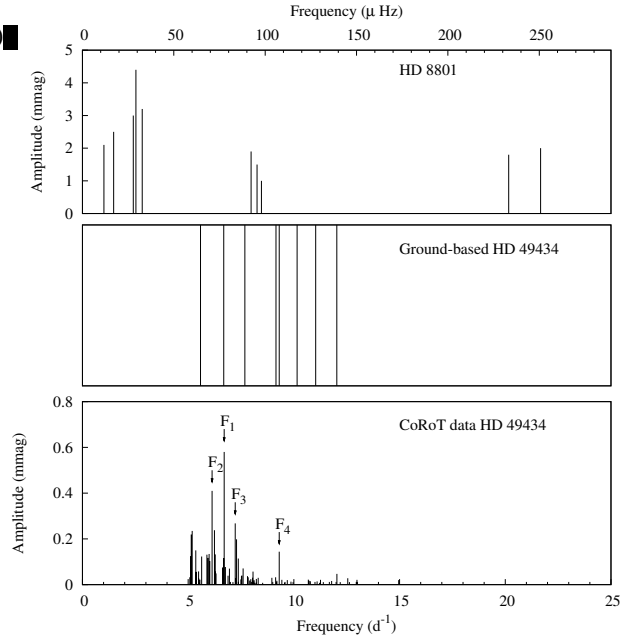 Frequency (μ Hz)
0 50 100 150 200 250
Amplitude (mmag)
5
4
3
2
1
0
HD 8801
Ground-based HD 49434
Amplitude (mmag)
0.8
0.6
0.4
0.2
0
CoRoT data HD 49434
F1
F2
F3
F4
0 5 10 15 20 25
Frequency (d⁻¹)